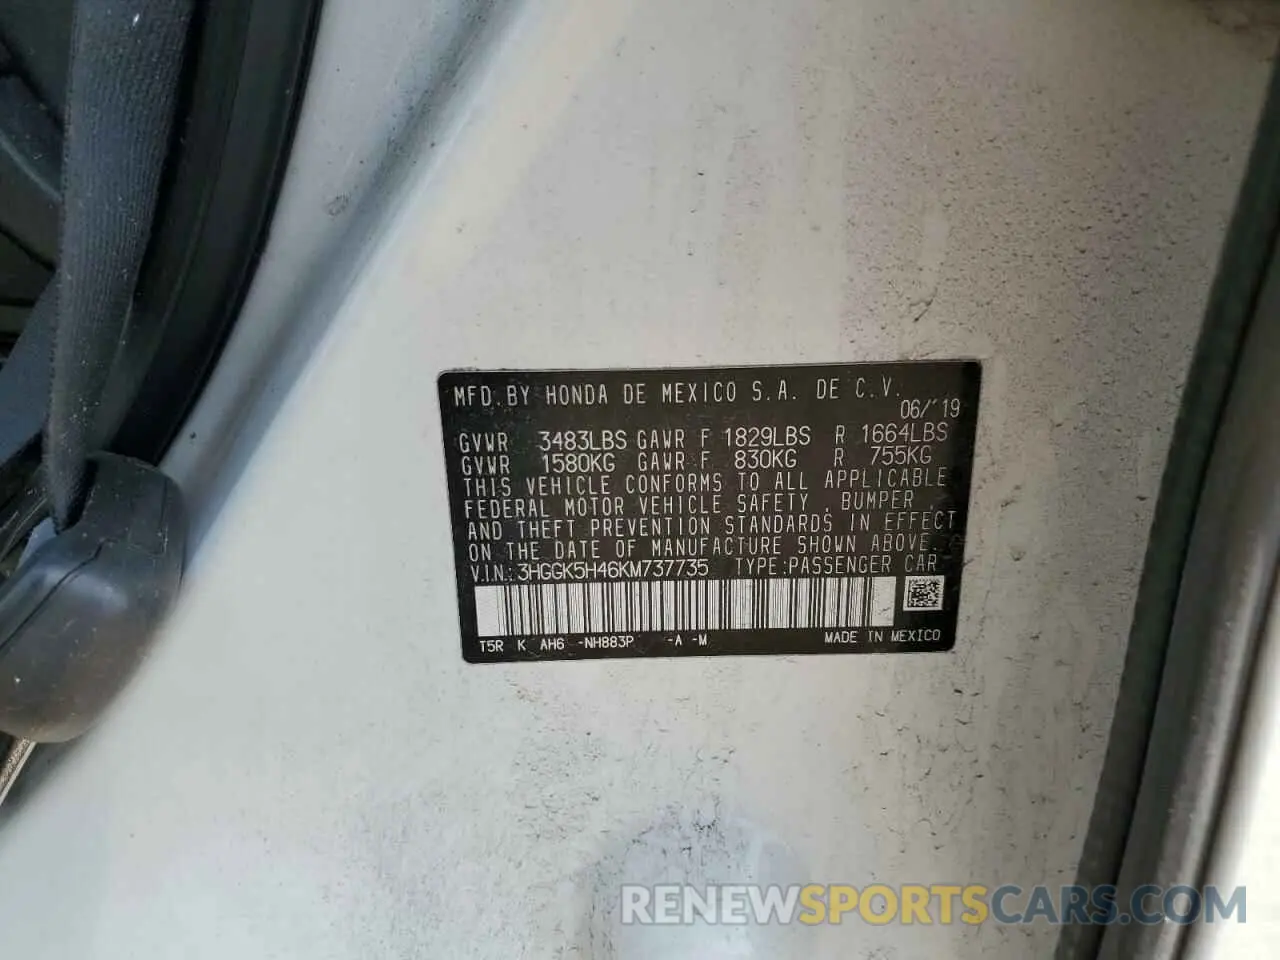 MFD. BY HONDA DE MEXICO S.A. DE C.V.
06/'19
GVWR 3483LBS GAWR F 1829LBS R 1664LBS
GVWR 1580KG GAWR F 830KG R 755KG
THIS VEHICLE CONFORMS TO ALL APPLICABLE
FEDERAL MOTOR VEHICLE SAFETY , BUMPER ,
AND THEFT PREVENTION STANDARDS IN EFFECT
ON THE DATE OF MANUFACTURE SHOWN ABOVE.
V.I.N.:3HGGK5H46KM737735 TYPE:PASSENGER CAR
T5R K AH6 -NH883P -A -M MADE IN MEXICO
RENEWSPORTSCARS.COM